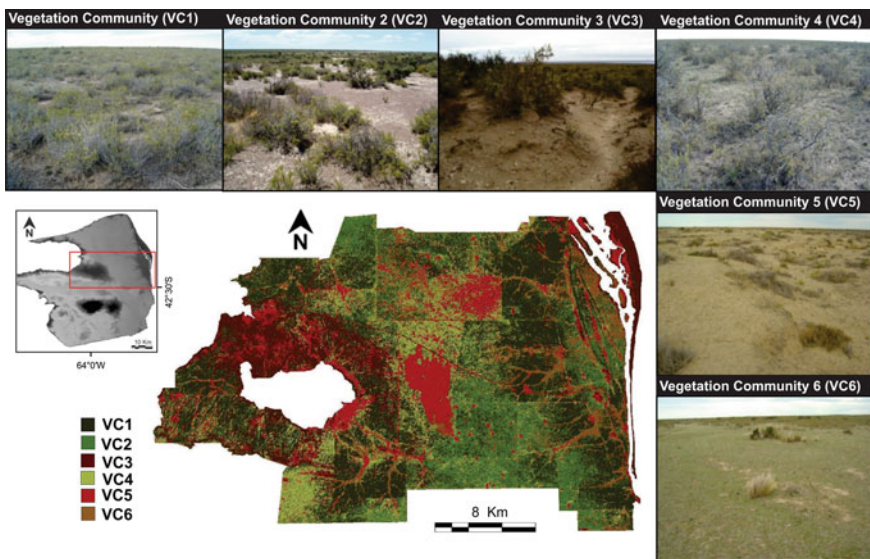 Vegetation Community (VC1)
Vegetation Community 2 (VC2)
Vegetation Community 3 (VC3)
Vegetation Community 4 (VC4)
N
42°30'S
10 Km
64°0'W
N
Vegetation Community 5 (VC5)
Vegetation Community 6 (VC6)
VC1
VC2
VC3
VC4
VC5
VC6
8 Km